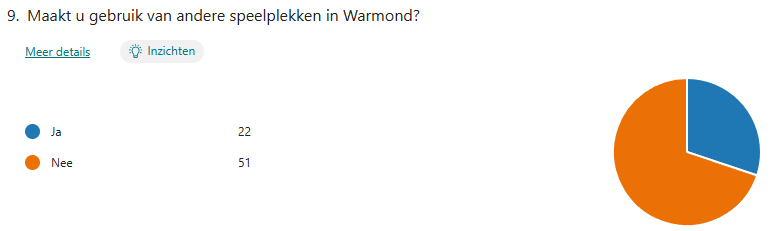 9. Maakt u gebruik van andere speelplekken in Warmond?
Meer details
Inzichten
Ja 22
Nee 51